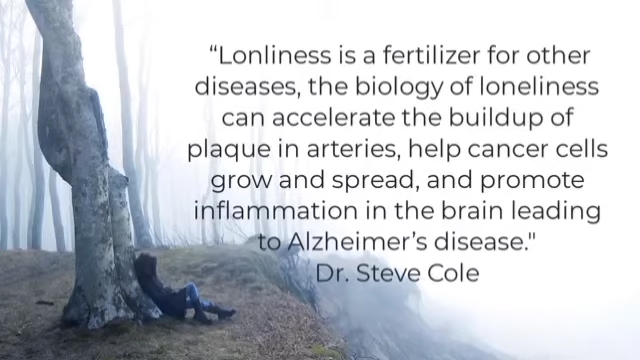 “Lonliness is a fertilizer for other
diseases, the biology of loneliness
can accelerate the buildup of
plaque in arteries, help cancer cells
grow and spread, and promote
inflammation in the brain leading
to Alzheimer’s disease."
Dr. Steve Cole